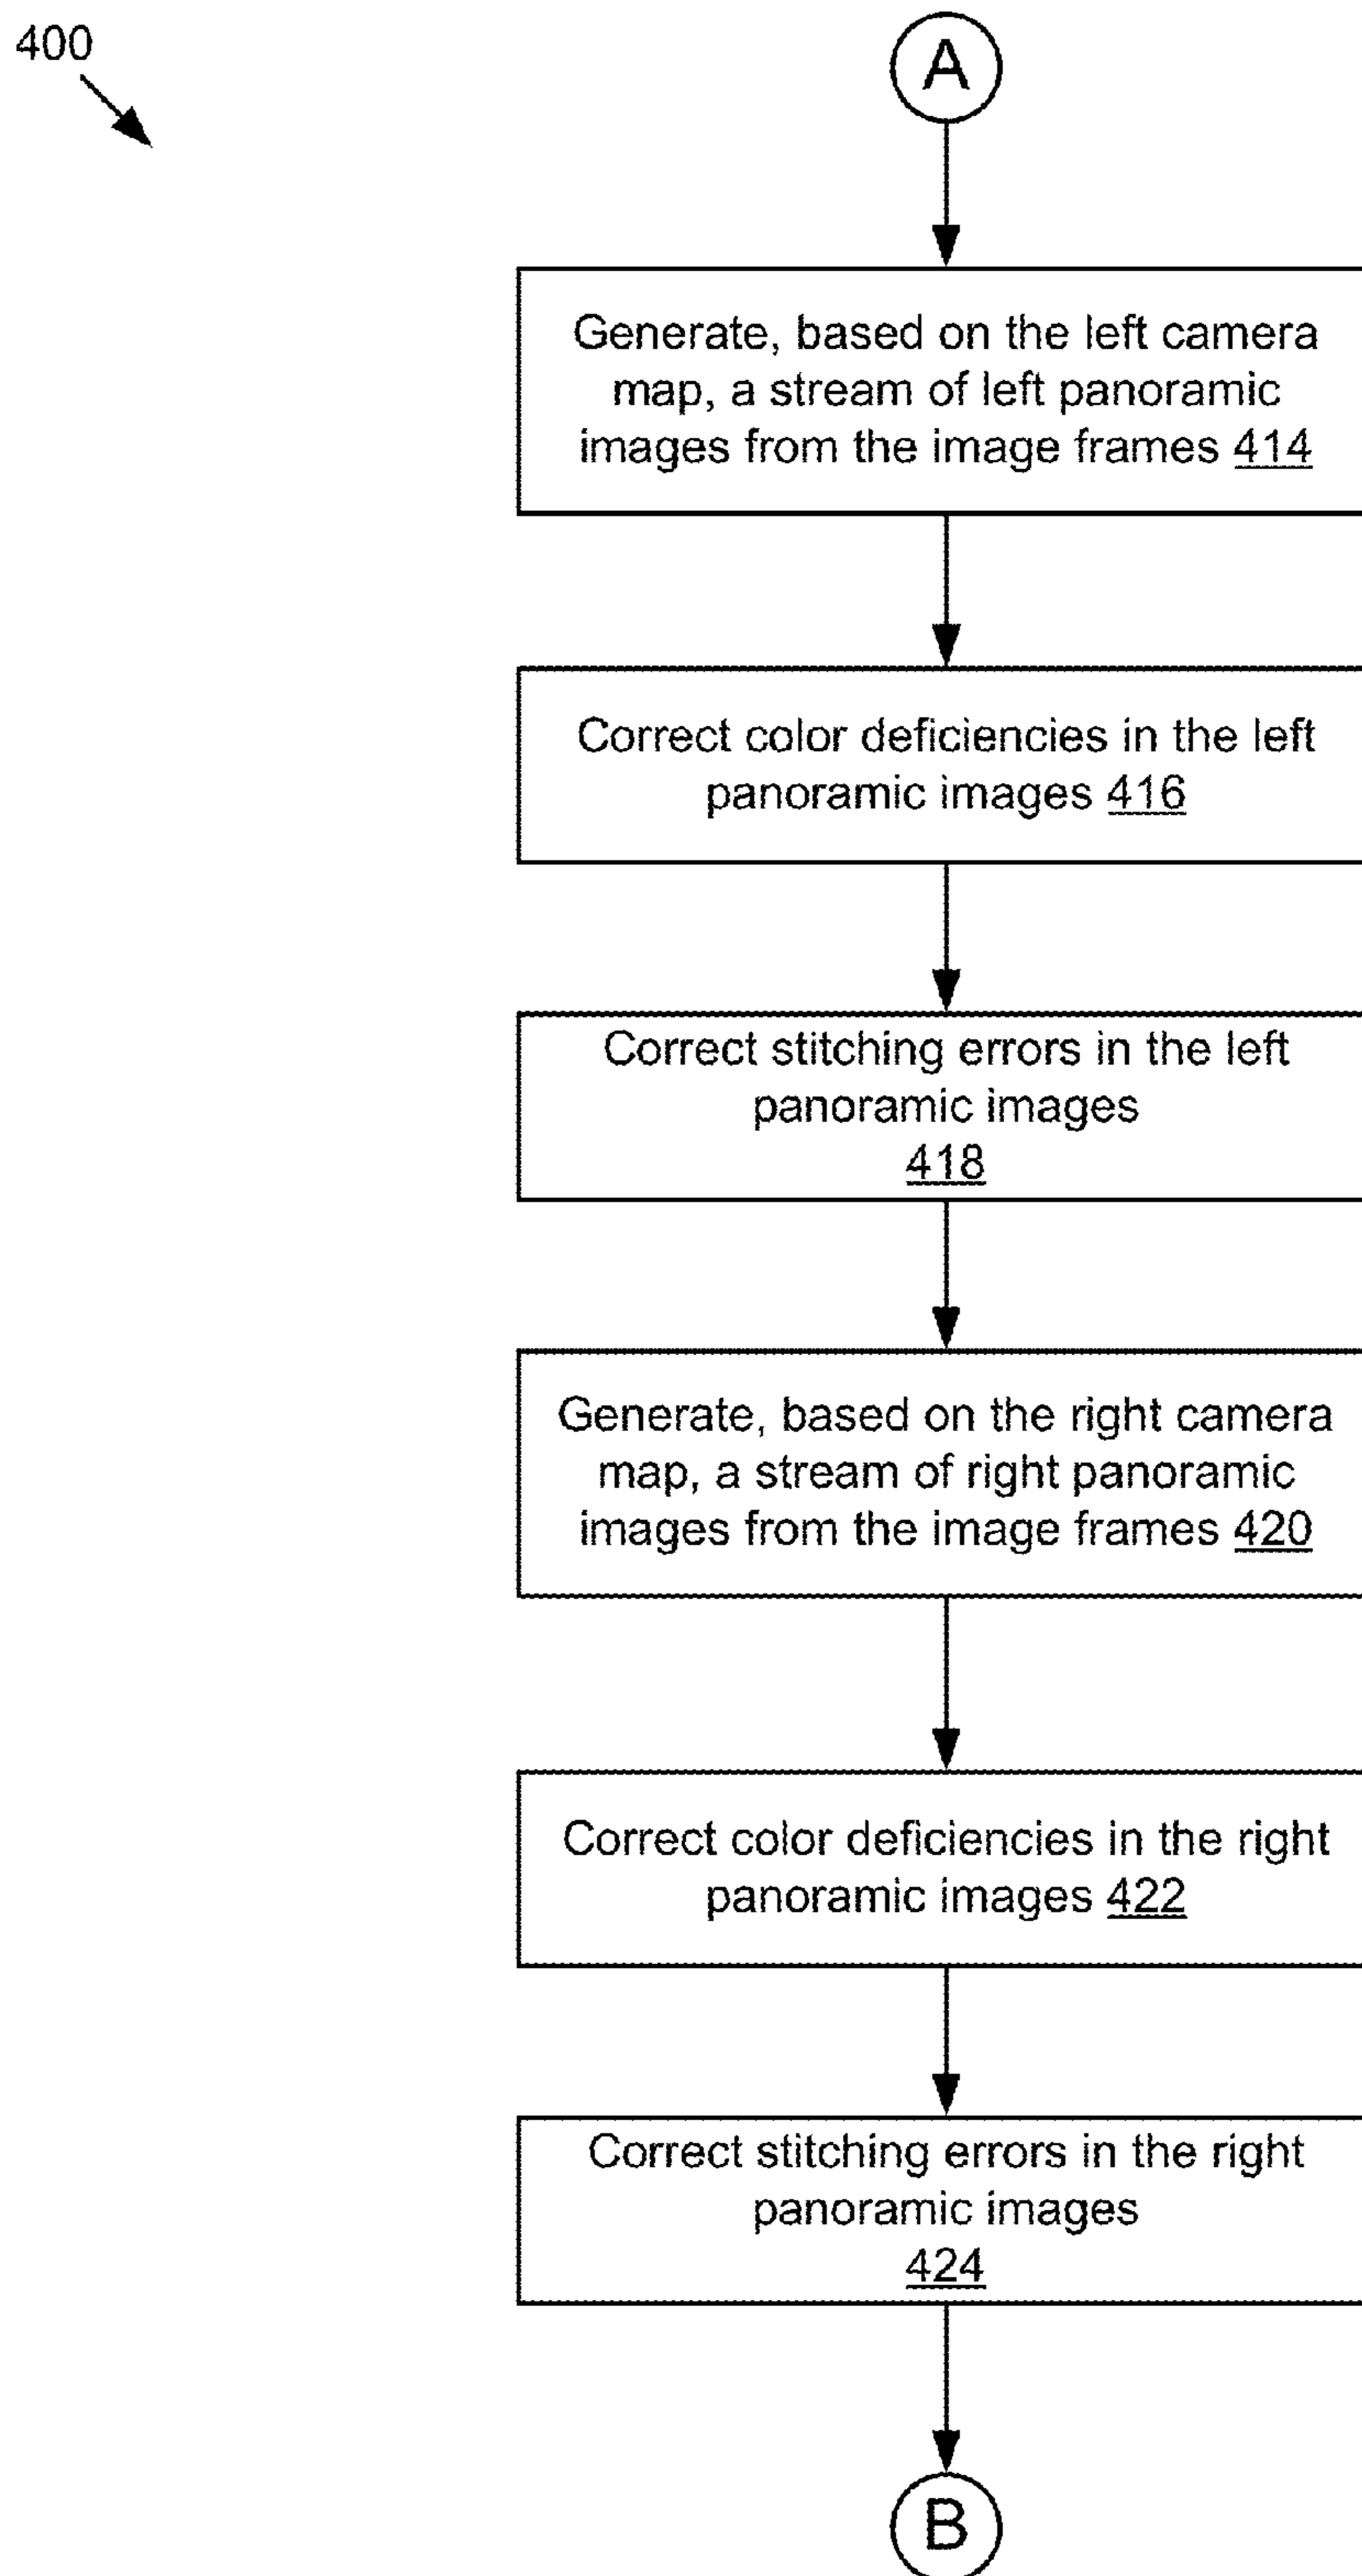 400
A
Generate, based on the left camera
map, a stream of left panoramic
images from the image frames 414
Correct color deficiencies in the left
panoramic images 416
Correct stitching errors in the left
panoramic images
418
Generate, based on the right camera
map, a stream of right panoramic
images from the image frames 420
Correct color deficiencies in the right
panoramic images 422
Correct stitching errors in the right
panoramic images
424
B